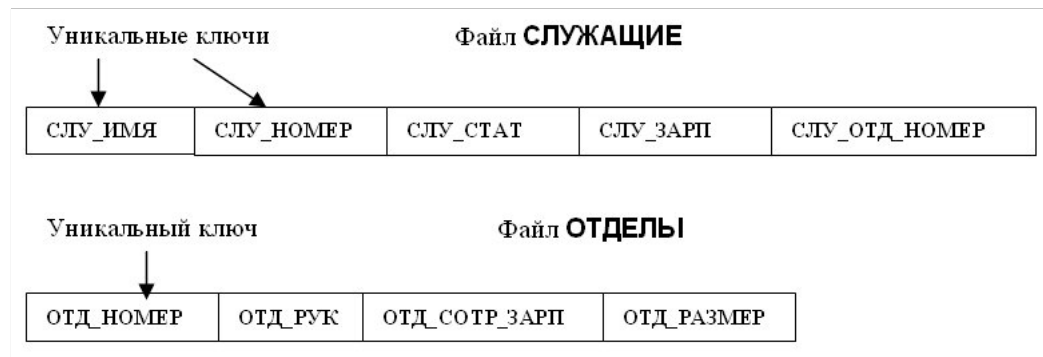 Уникальные ключи Файл СЛУЖАЩИЕ
СЛУ_ИМЯ СЛУ_НОМЕР СЛУ_СТАТ СЛУ_ЗАРП СЛУ_ОТД_НОМЕР
Уникальный ключ Файл ОТДЕЛЫ
ОТД_НОМЕР ОТД_РУК ОТД_СОТР_ЗАРП ОТД_РАЗМЕР